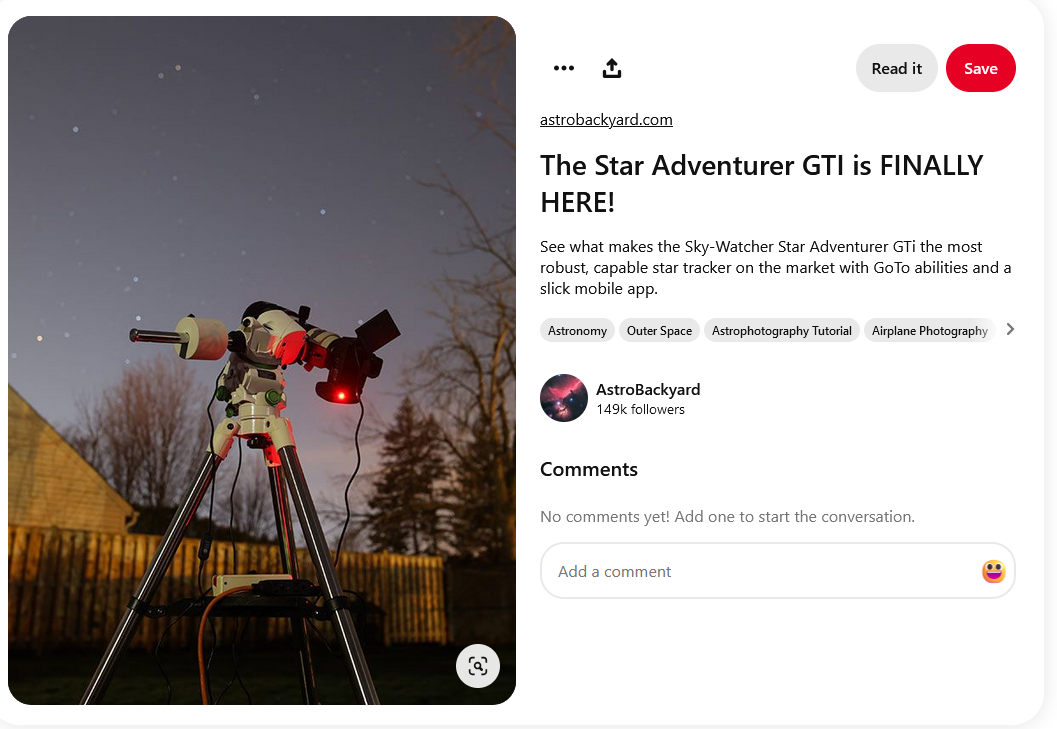 Read it
Save
astrobackyard.com
The Star Adventurer GTI is FINALLY
HERE!
See what makes the Sky-Watcher Star Adventurer GTi the most
robust, capable star tracker on the market with GoTo abilities and a
slick mobile app.
Astronomy Outer Space Astrophotography Tutorial Airplane Photography
AstroBackyard
149k followers
Comments
No comments yet! Add one to start the conversation.
Add a comment